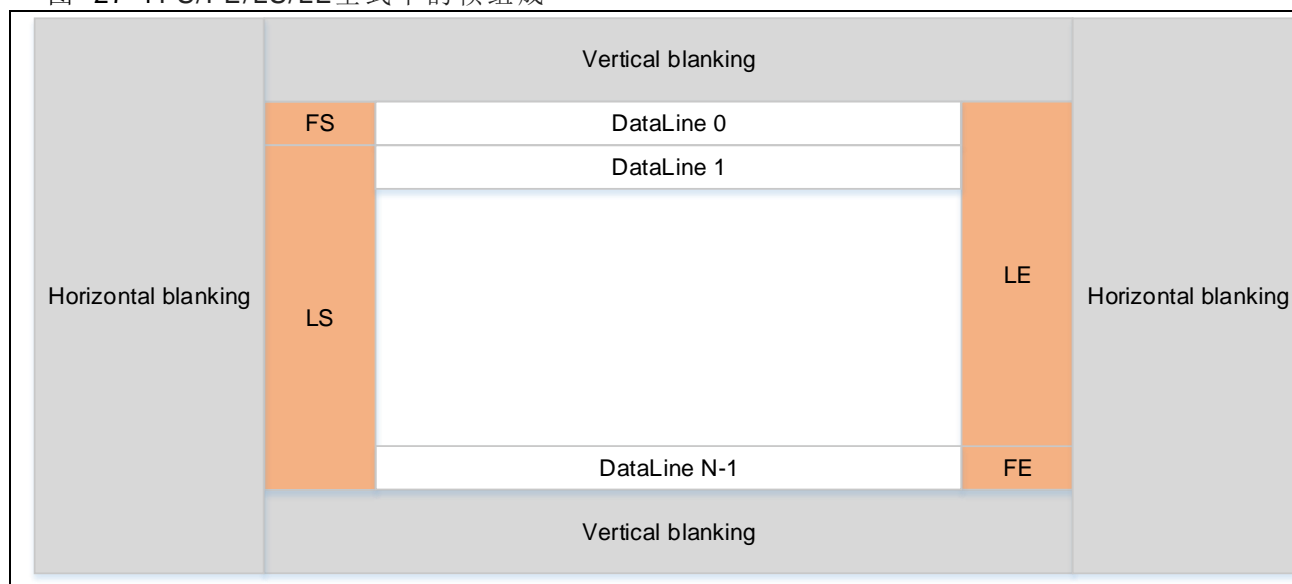 Vertical blanking
FS
DataLine 0
DataLine 1
Horizontal blanking
LS
LE
Horizontal blanking
DataLine N-1
FE
Vertical blanking